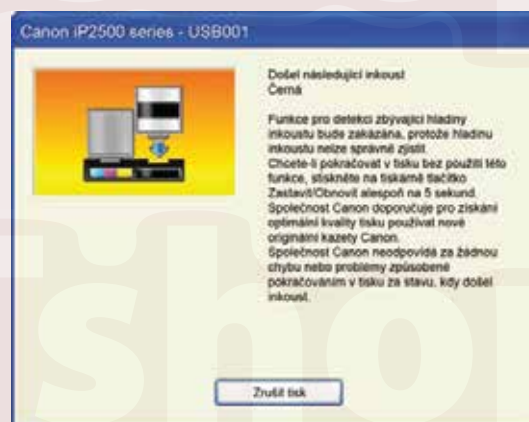 Canon iP2500 series - USB001
Došel následující inkoust
Černá
Funkce pro detekci zbývající hladiny
inkoustu bude zakázána, protože hladinu
inkoustu nelze správně zjistit.
Chcete-li pokračovat v tisku bez použití této
funkce, stiskněte na tiskárně tlačítko
Zastavit/Obnovit alespoň na 5 sekund.
Společnost Canon doporučuje pro získání
optimální kvality tisku používat nové
originální kazety Canon.
Společnost Canon neodpovídá za žádnou
chybu nebo problémy způsobené
pokračováním v tisku za stavu, kdy došel
inkoust.
Zrušit tisk